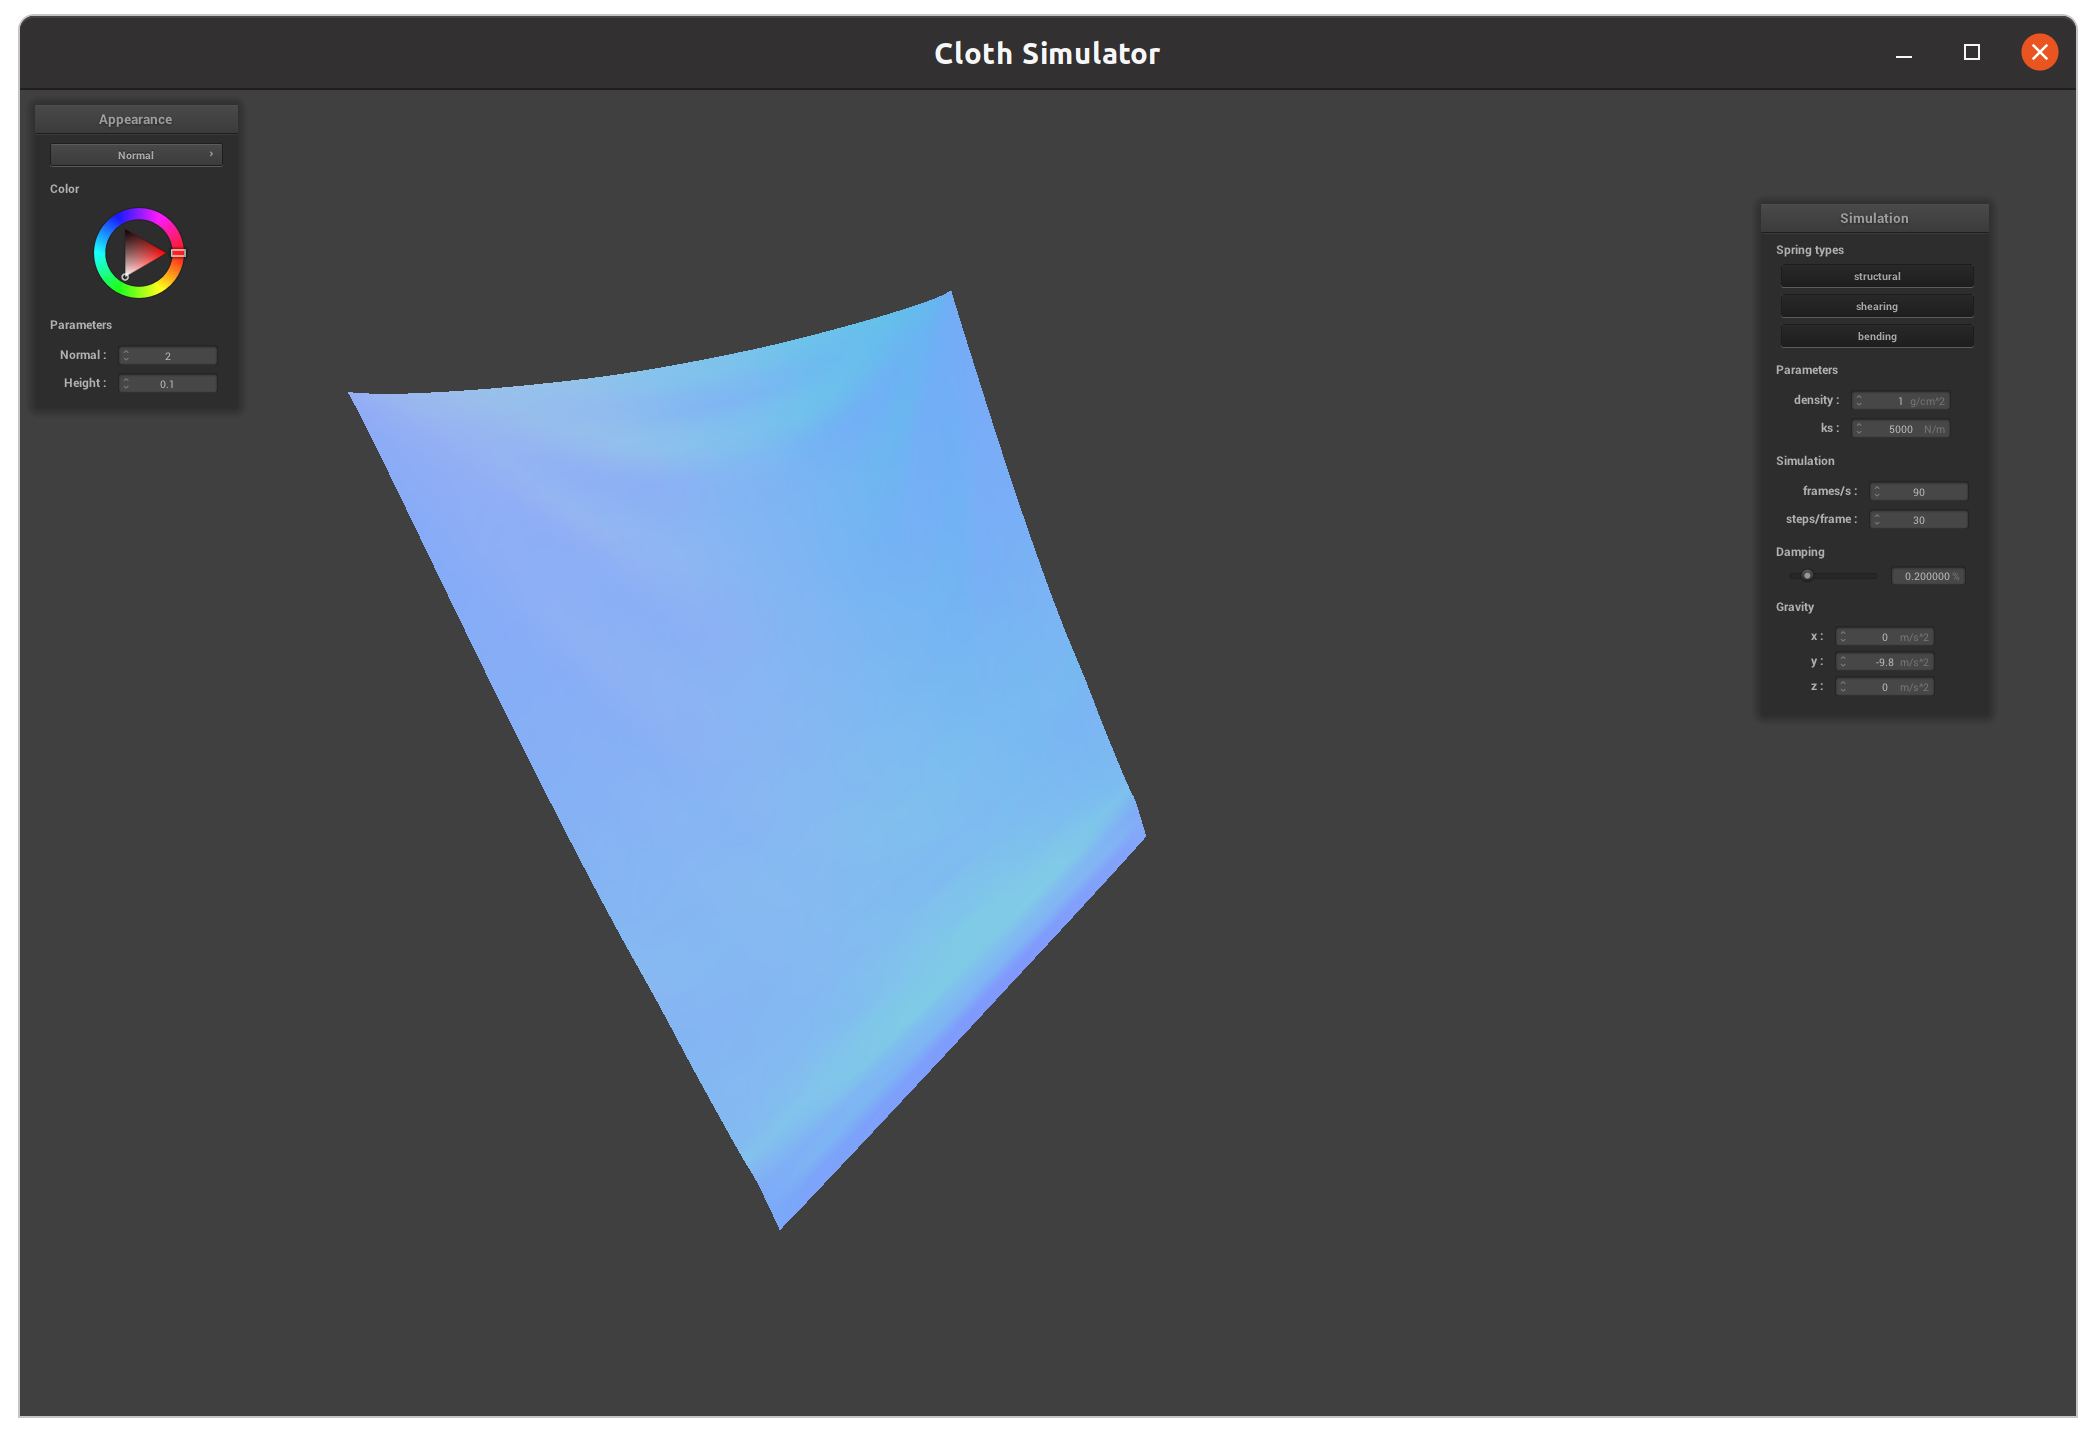 Cloth Simulator
Appearance
Normal
Color
Parameters
Normal : 2
Height : 0.1
Simulation
Spring types
structural
shearing
bending
Parameters
density : 1 g/cm^2
ks : 5000 N/m
Simulation
frames/s : 90
steps/frame : 30
Damping
0.200000 %
Gravity
x : 0 m/s^2
y : -9.8 m/s^2
z : 0 m/s^2